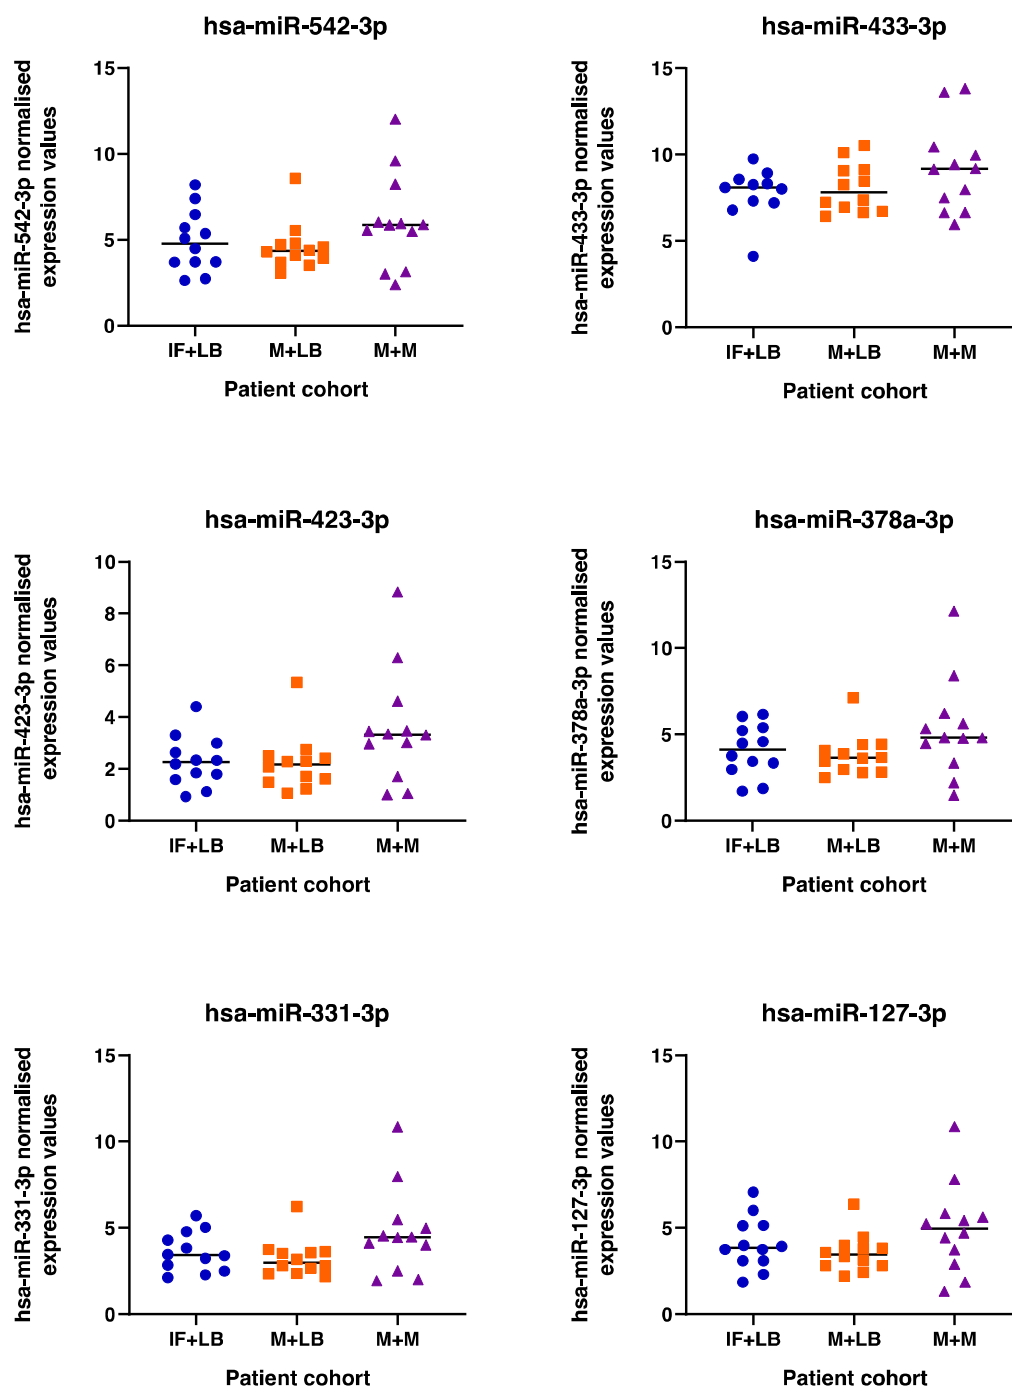 hsa-miR-542-3p
hsa-miR-542-3p normalised
expression values
15
10
5
0
IF+LB M+LB M+M
Patient cohort
hsa-miR-433-3p
hsa-miR-433-3p normalised
expression values
15
10
5
0
IF+LB M+LB M+M
Patient cohort
hsa-miR-423-3p
hsa-miR-423-3p normalised
expression values
10
8
6
4
2
0
IF+LB M+LB M+M
Patient cohort
hsa-miR-378a-3p
hsa-miR-378a-3p normalised
expression values
15
10
5
0
IF+LB M+LB M+M
Patient cohort
hsa-miR-331-3p
hsa-miR-331-3p normalised
expression values
15
10
5
0
IF+LB M+LB M+M
Patient cohort
hsa-miR-127-3p
hsa-miR-127-3p normalised
expression values
15
10
5
0
IF+LB M+LB M+M
Patient cohort